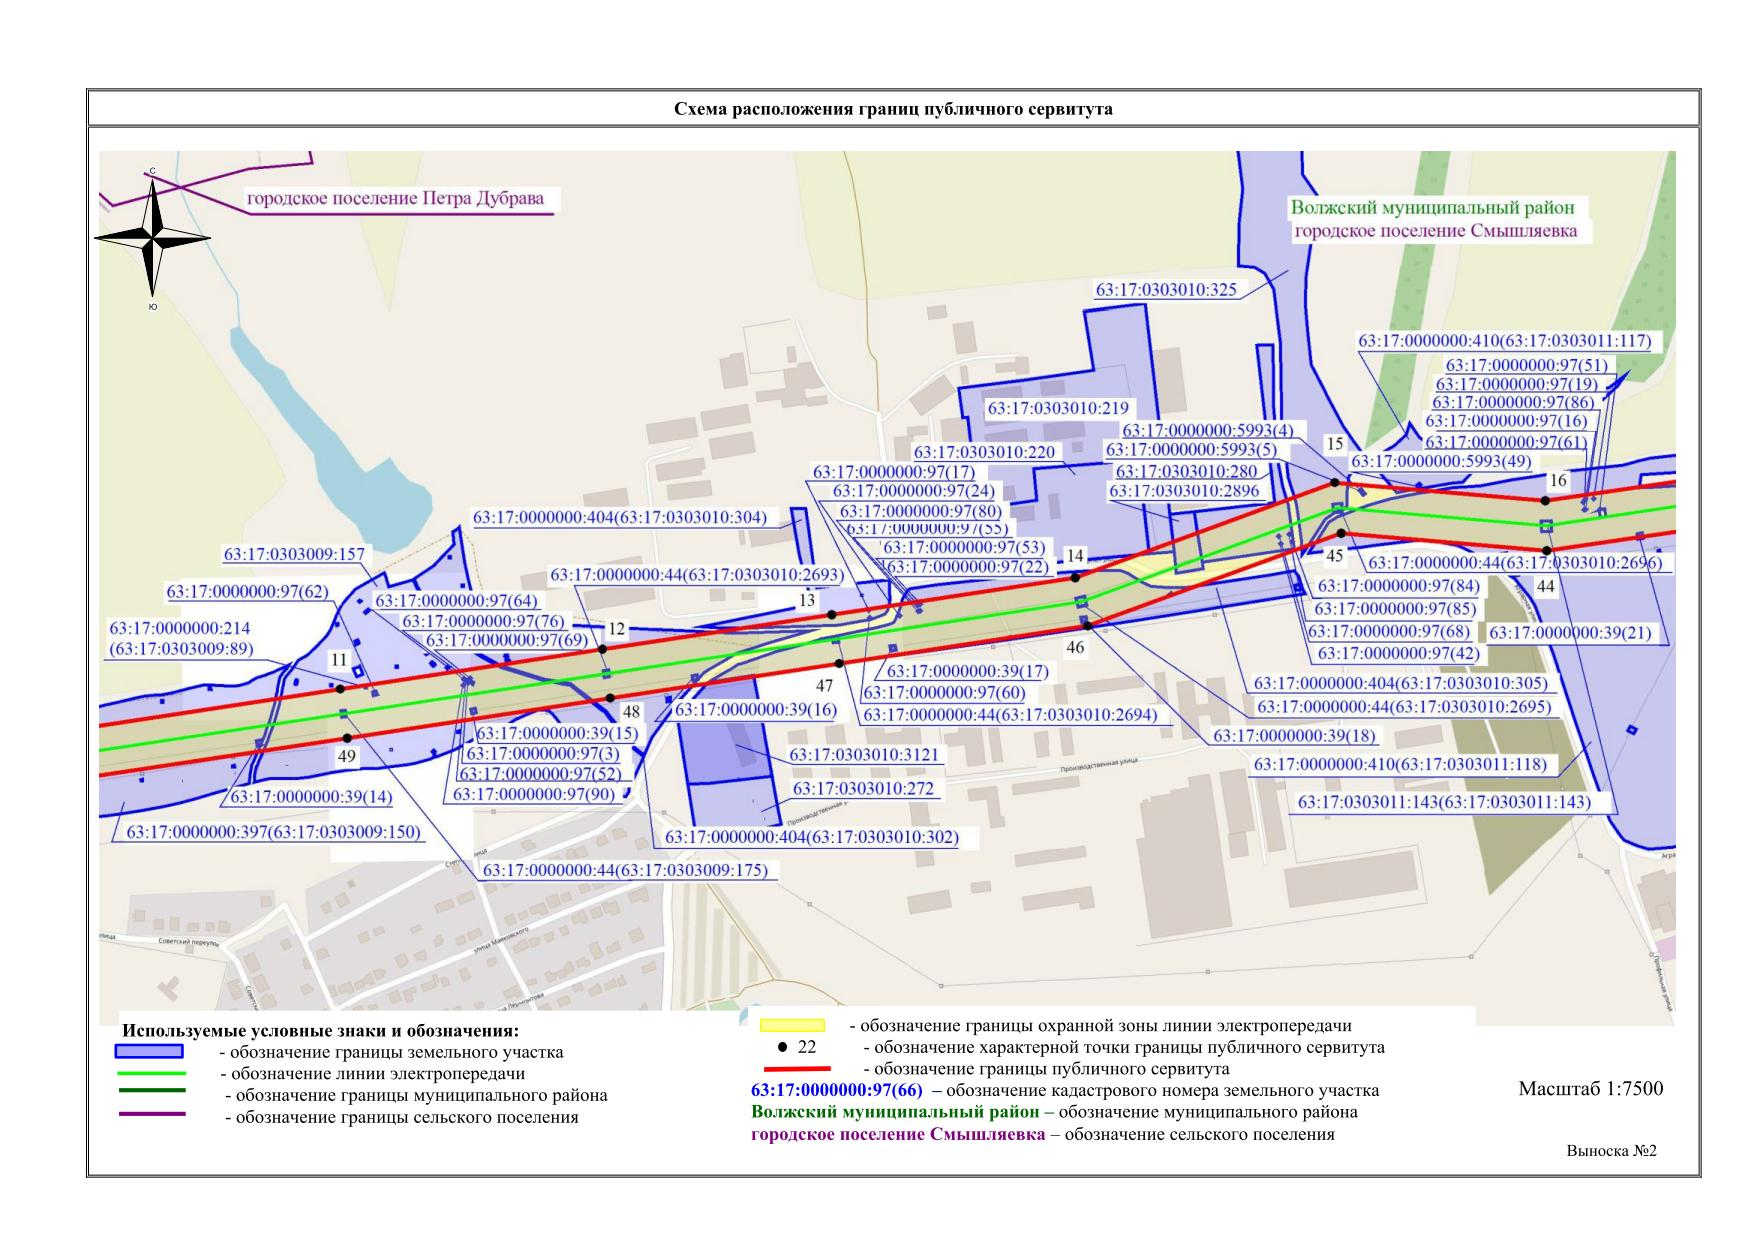 Схема расположения границ публичного сервитута
С
Ю
городское поселение Петра Дубрава
Волжский муниципальный район
городское поселение Смышляевка
63:17:0303010:325
63:17:0000000:410(63:17:0303011:117)
63:17:0000000:97(51)
63:17:0000000:97(19)
63:17:0000000:97(86)
63:17:0000000:97(16)
63:17:0000000:97(61)
63:17:0000000:5993(49)
63:17:0303010:219
63:17:0000000:5993(4)
63:17:0000000:5993(5)
63:17:0303010:220
63:17:0303010:280
63:17:0303010:2896
15
16
63:17:0000000:97(17)
63:17:0000000:97(24)
63:17:0000000:97(80)
63:17:0000000:97(55)
63:17:0000000:97(53)
63:17:0000000:97(22)
14
63:17:0000000:404(63:17:0303010:304)
63:17:0303009:157
63:17:0000000:44(63:17:0303010:2693)
63:17:0000000:97(62)
63:17:0000000:97(64)
63:17:0000000:97(76)
63:17:0000000:97(69)
13
12
63:17:0000000:214
(63:17:0303009:89)
11
45
63:17:0000000:44(63:17:0303010:2696)
44
63:17:0000000:97(84)
63:17:0000000:97(85)
63:17:0000000:97(68)
63:17:0000000:39(21)
63:17:0000000:97(42)
46
47
63:17:0000000:39(17)
63:17:0000000:97(60)
63:17:0000000:44(63:17:0303010:2694)
63:17:0000000:404(63:17:0303010:305)
63:17:0000000:44(63:17:0303010:2695)
63:17:0000000:39(18)
63:17:0000000:410(63:17:0303011:118)
63:17:0303011:143(63:17:0303011:143)
48
63:17:0000000:39(16)
63:17:0000000:39(15)
63:17:0000000:97(3)
63:17:0000000:97(52)
63:17:0000000:97(90)
49
63:17:0303010:3121
63:17:0303010:272
63:17:0000000:39(14)
63:17:0000000:397(63:17:0303009:150)
63:17:0000000:404(63:17:0303010:302)
63:17:0000000:44(63:17:0303009:175)
Производственная улица
Производственная
улица
Советский переулок
улица Маяковского
Профильная улица
Используемые условные знаки и обозначения:
- обозначение границы земельного участка
- обозначение линии электропередачи
- обозначение границы муниципального района
- обозначение границы сельского поселения
- обозначение границы охранной зоны линии электропередачи
22 - обозначение характерной точки границы публичного сервитута
- обозначение границы публичного сервитута
63:17:0000000:97(66) – обозначение кадастрового номера земельного участка
Волжский муниципальный район – обозначение муниципального района
городское поселение Смышляевка – обозначение сельского поселения
Масштаб 1:7500
Выноска №2